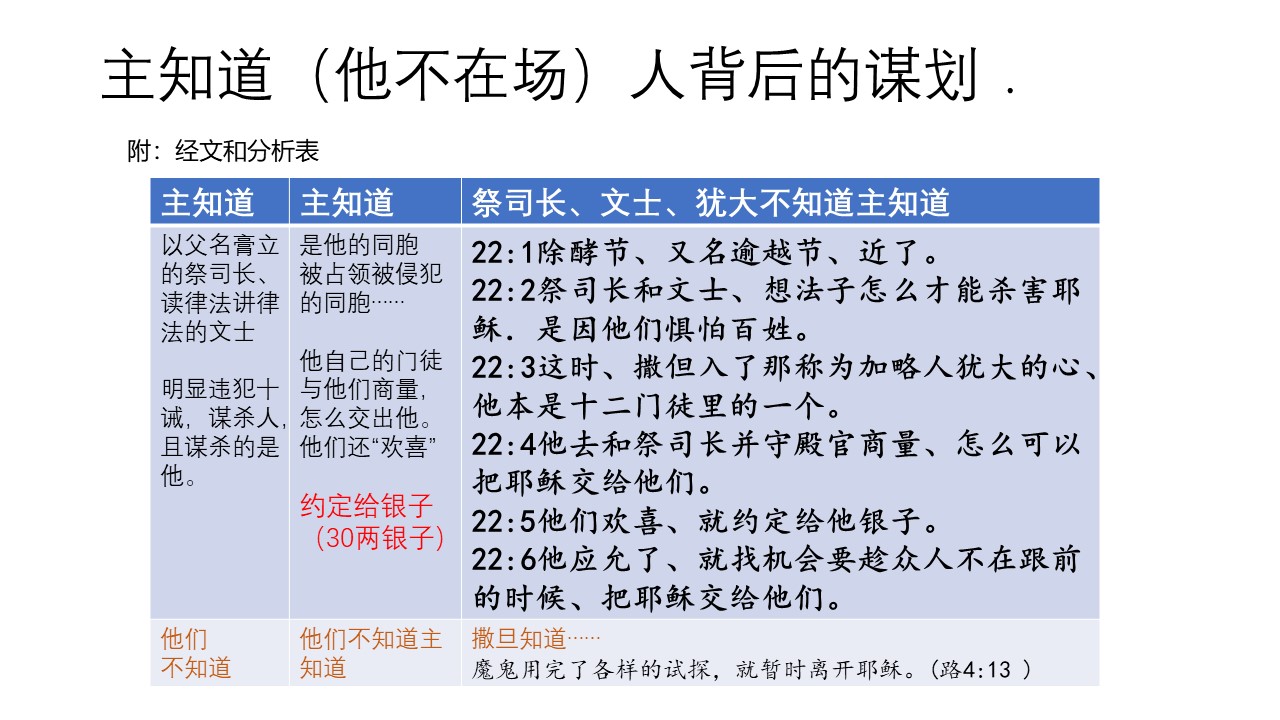 主知道（他不在场）人背后的谋划 .
附：经文和分析表
主知道
主知道
祭司长、文士、犹大不知道主知道
以父名膏立
的祭司长、
读律法讲律
法的文士
明显违犯十
诫，谋杀人，
且谋杀的是
他。
是他的同胞
被占领被侵犯
的同胞……
他自己的门徒
与他们商量，
怎么交出他。
他们还“欢喜”
约定给银子
（30两银子）
22:1除酵节、又名逾越节、近了。
22:2祭司长和文士、想法子怎么才能杀害耶
稣．是因他们惧怕百姓。
22:3这时、撒但入了那称为加略人犹大的心、
他本是十二门徒里的一个。
22:4他去和祭司长并守殿官商量、怎么可以
把耶稣交给他们。
22:5他们欢喜、就约定给他银子。
22:6他应允了、就找机会要趁众人不在跟前
的时候、把耶稣交给他们。
他们
不知道
他们不知道主
知道
撒旦知道……
魔鬼用完了各样的试探，就暂时离开耶稣。(路4:13 )